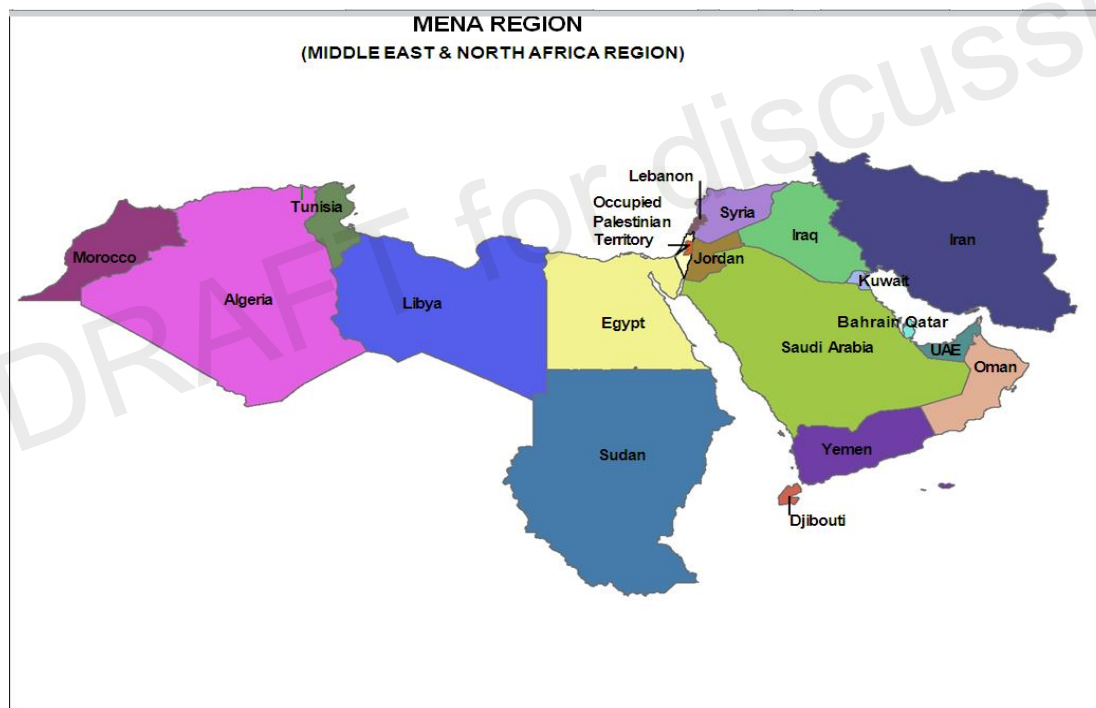 MENA REGION
(MIDDLE EAST & NORTH AFRICA REGION)
DRAFT for discuss
Lebanon
Occupied
Palestinian
Territory
Tunisia
Syria
Morocco
Iraq
Iran
Jordan
Algeria
Libya
Kuwait
Egypt
Bahrain Qatar
Saudi Arabia
UAE
Oman
Sudan
Yemen
Djibouti